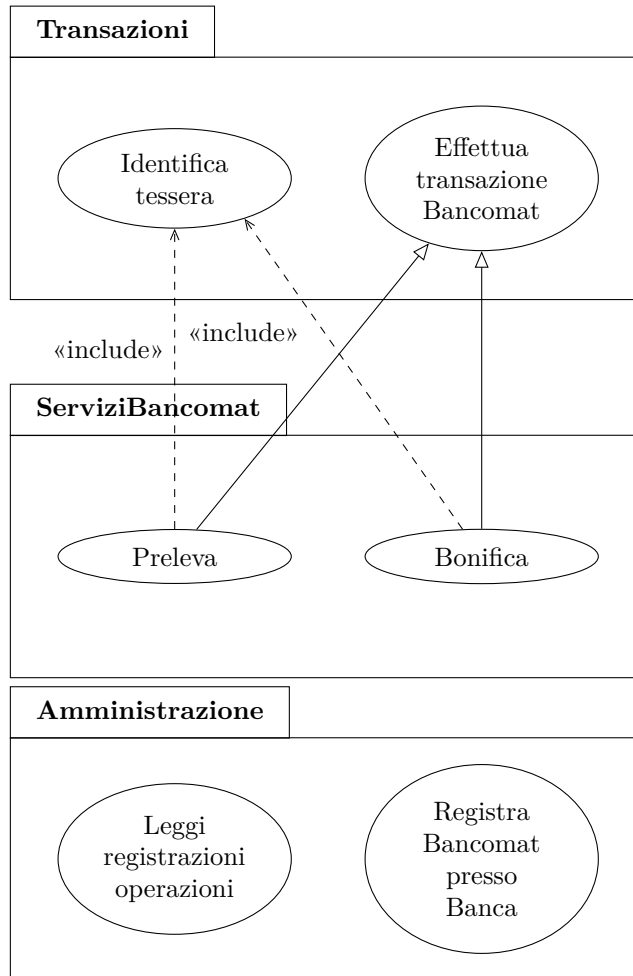 Transazioni
Identifica
tessera
Effettua
transazione
Bancomat
«include»
«include»
ServiziBancomat
Preleva
Bonifica
Amministrazione
Leggi
registrazioni
operazioni
Registra
Bancomat
presso
Banca